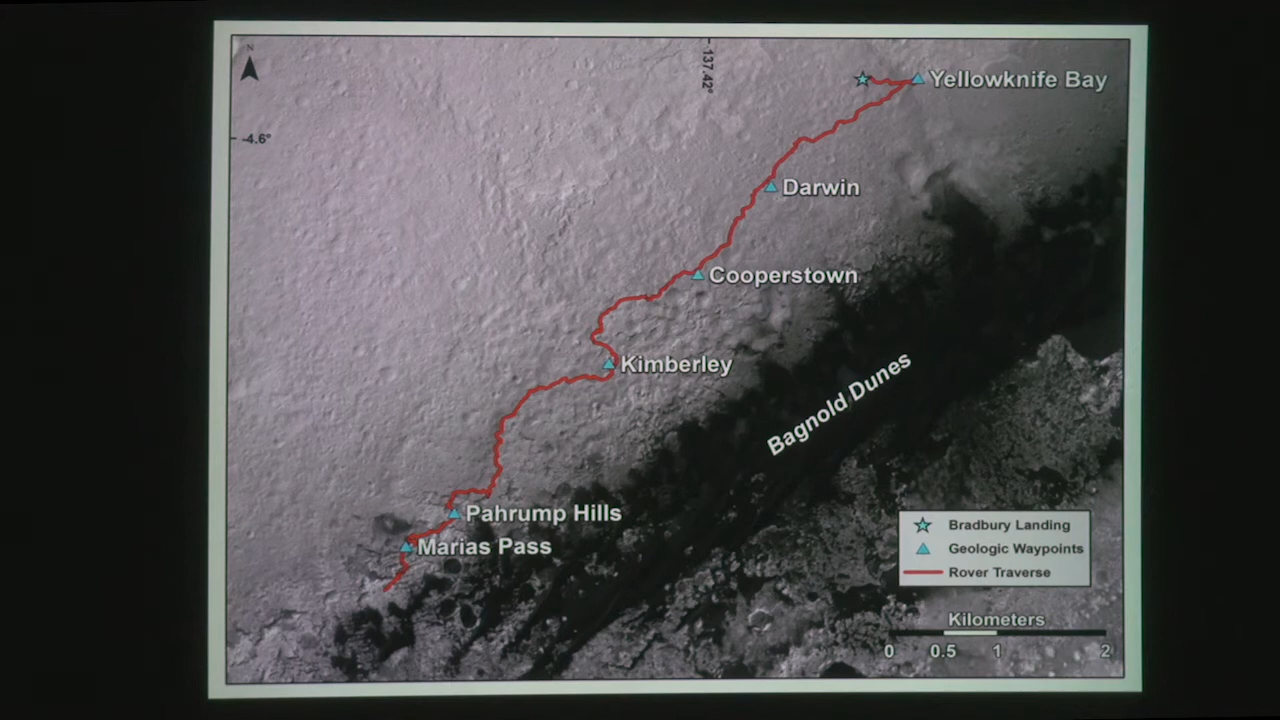 N
137.42°
-4.6°
Yellowknife Bay
Darwin
Cooperstown
Kimberley
Bagnold Dunes
Pahrump Hills
Marias Pass
Bradbury Landing
Geologic Waypoints
Rover Traverse
Kilometers
0 0.5 1 2